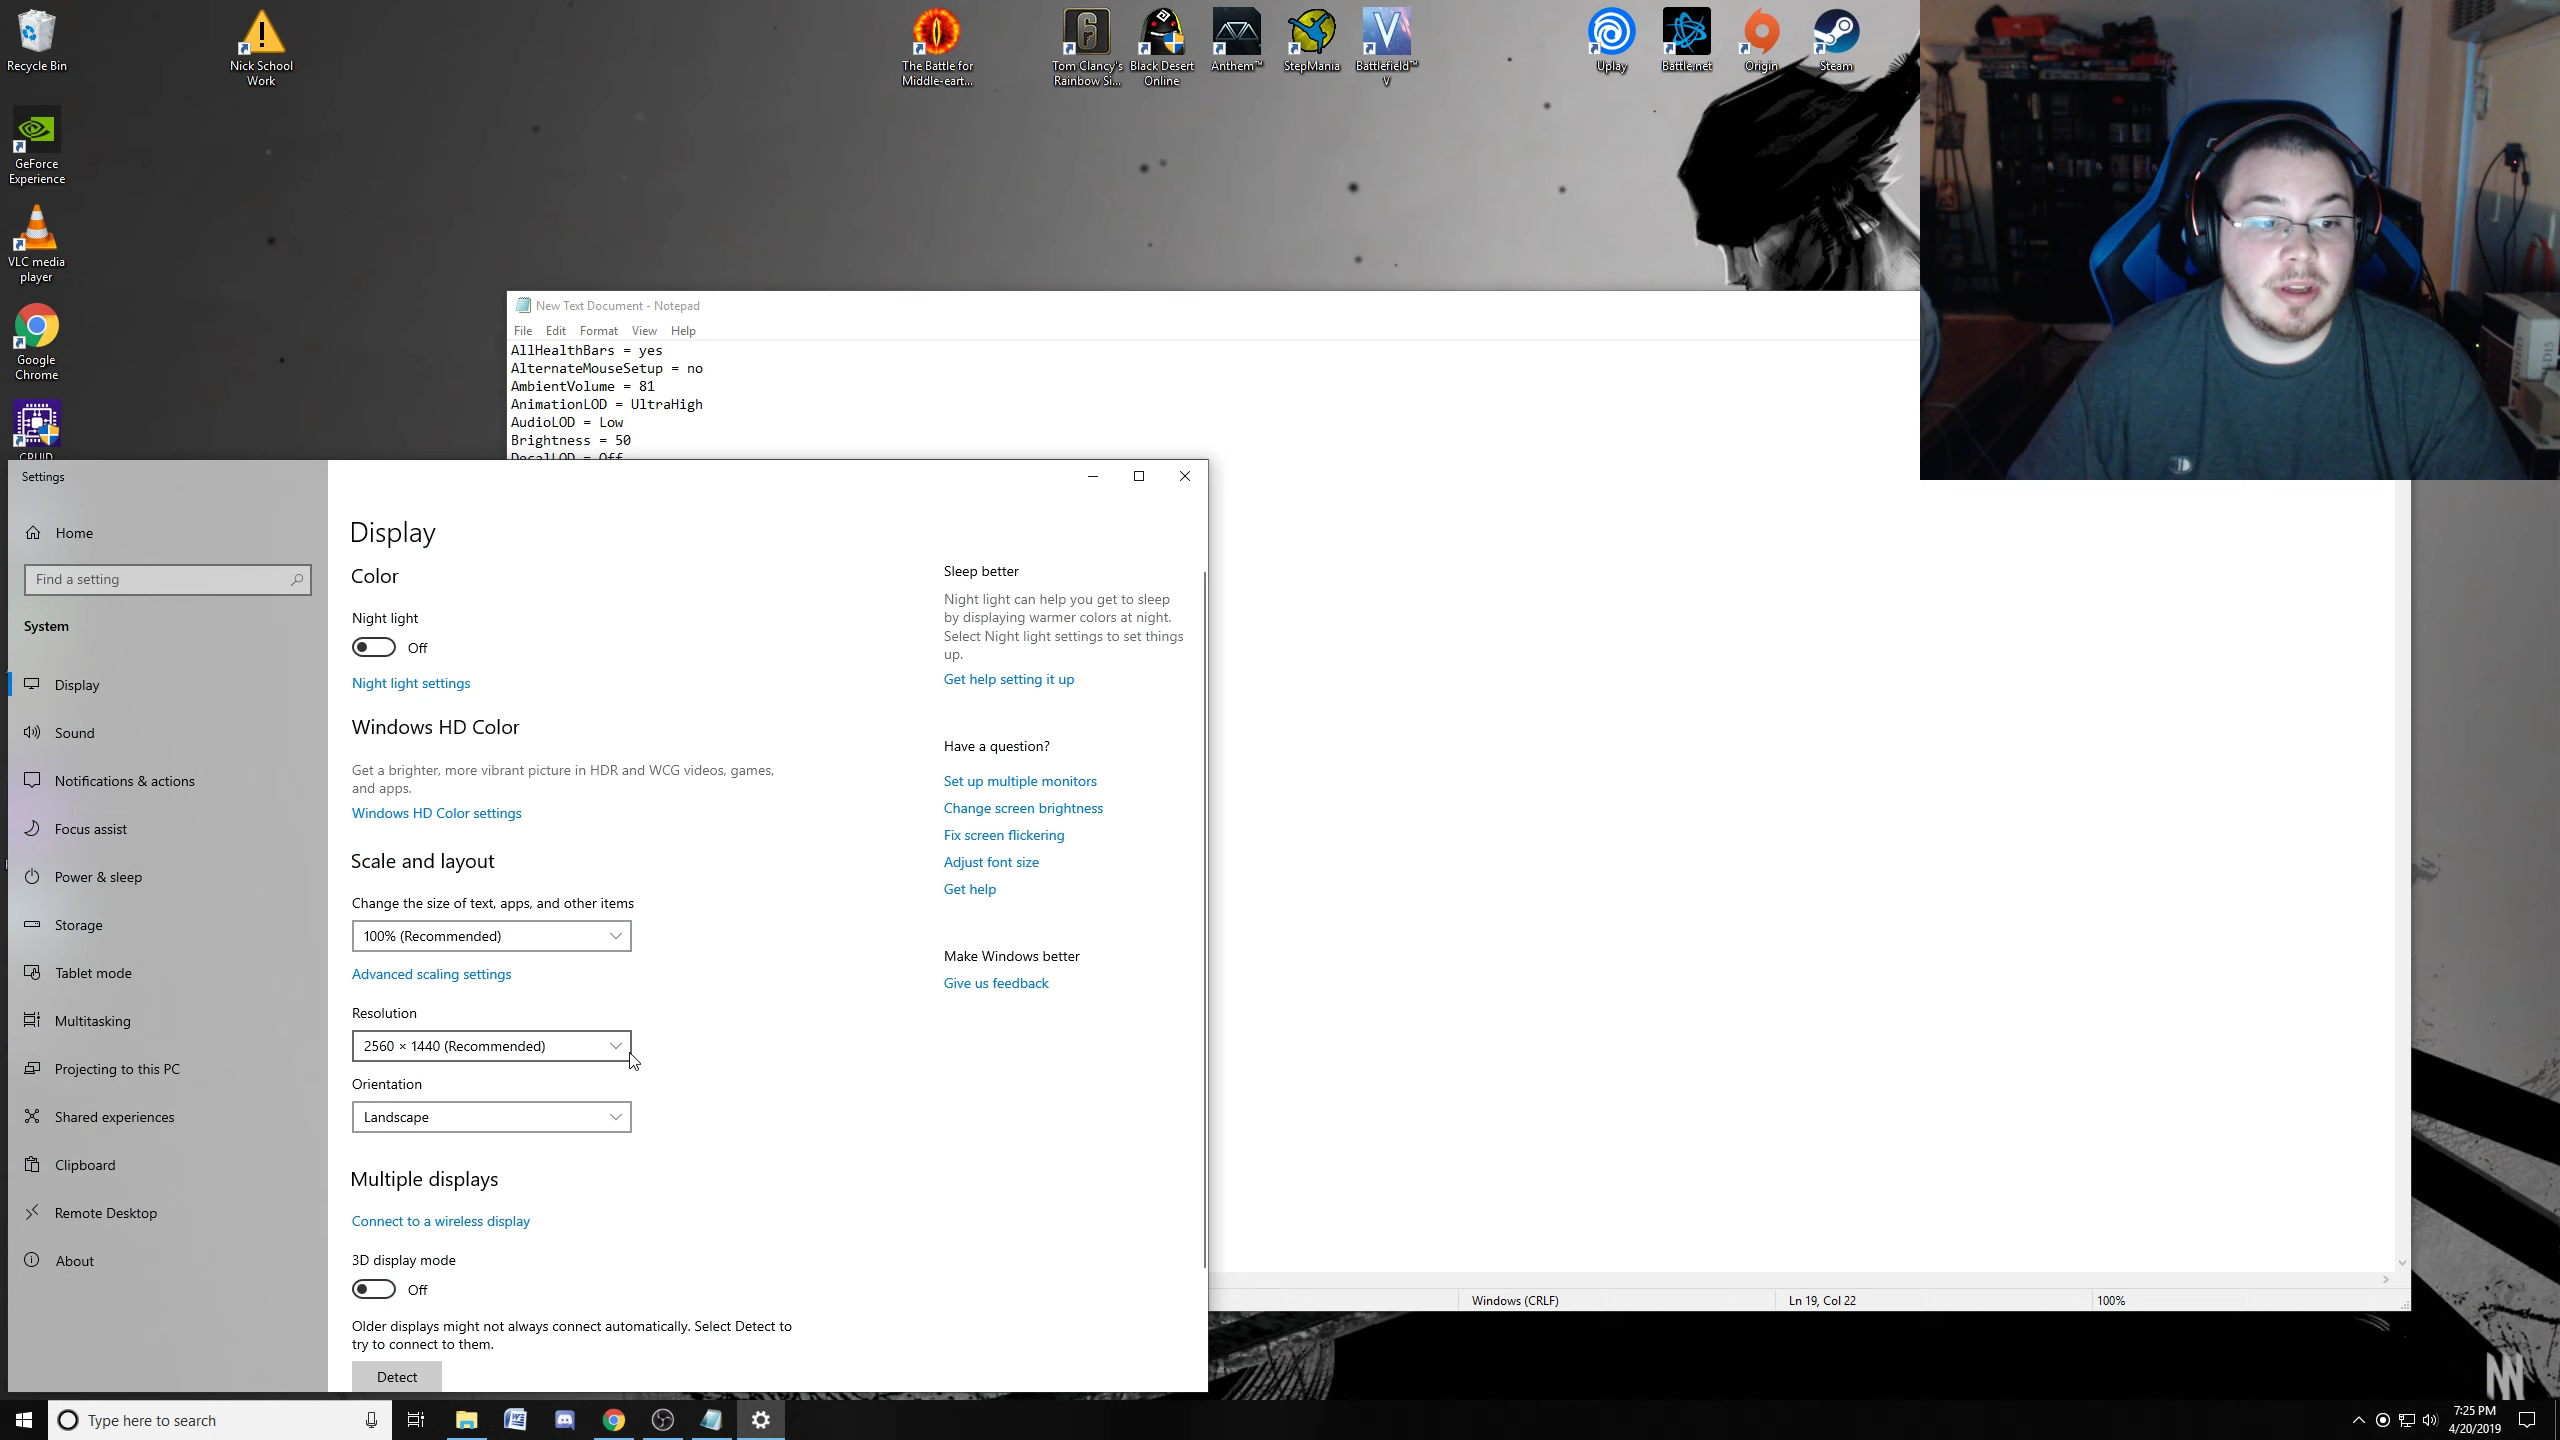 Recycle Bin
Nick School
Work
The Battle for
Middle-eart...
Tom Clancy's
Rainbow Si...
Black Desert
Online
Anthem™
StepMania
Battlefield™
V
Uplay
Battle.net
Origin
Steam
GeForce
Experience
VLC media
player
Google
Chrome
CPUID
New Text Document - Notepad
File Edit Format View Help
AllHealthBars = yes
AlternateMouseSetup = no
AmbientVolume = 81
AnimationLOD = UltraHigh
AudioLOD = Low
Brightness = 50
DecalLOD = Off
Settings
Home
Find a setting
System
Display
Sound
Notifications & actions
Focus assist
Power & sleep
Storage
Tablet mode
Multitasking
Projecting to this PC
Shared experiences
Clipboard
Remote Desktop
About
Display
Color
Night light
Off
Night light settings
Windows HD Color
Get a brighter, more vibrant picture in HDR and WCG videos, games,
and apps.
Windows HD Color settings
Scale and layout
Change the size of text, apps, and other items
100% (Recommended)
Advanced scaling settings
Resolution
2560 × 1440 (Recommended)
Orientation
Landscape
Multiple displays
Connect to a wireless display
3D display mode
Off
Older displays might not always connect automatically. Select Detect to
try to connect to them.
Detect
Sleep better
Night light can help you get to sleep
by displaying warmer colors at night.
Select Night light settings to set things
up.
Get help setting it up
Have a question?
Set up multiple monitors
Change screen brightness
Fix screen flickering
Adjust font size
Get help
Make Windows better
Give us feedback
Windows (CRLF)
Ln 19, Col 22
100%
Type here to search
7:25 PM
4/20/2019